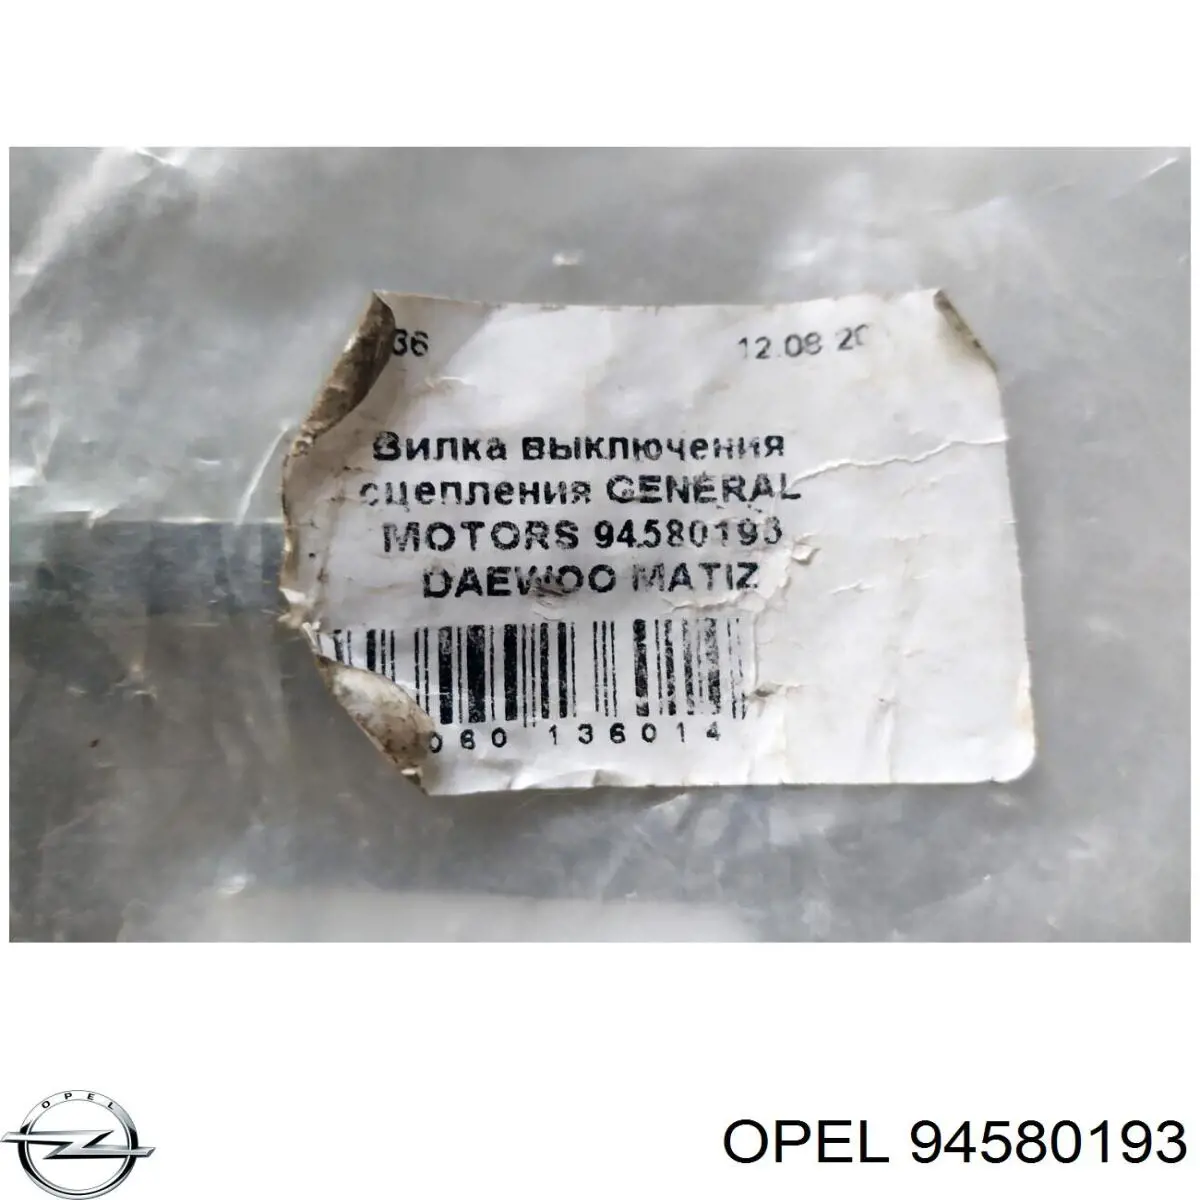 36 12.08 20
Вилка выключения
сцепления GENERAL
MOTORS 94580193
DAEWOO MATIZ
060 136014
OPEL
OPEL 94580193